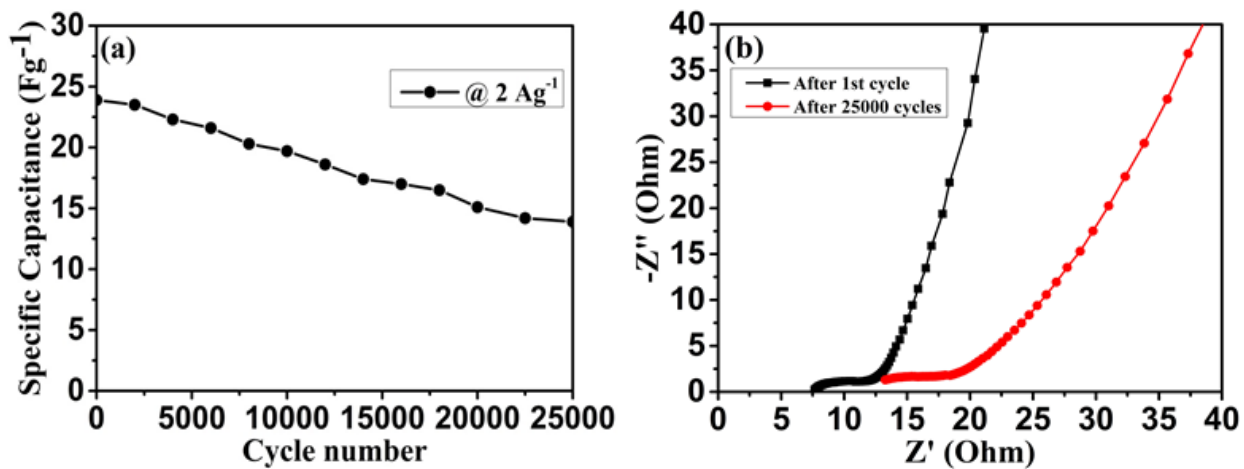 (a)
@ 2 Ag⁻¹
Specific Capacitance (Fg⁻¹)
30
25
20
15
10
5
0
0 5000 10000 15000 20000 25000
Cycle number
(b)
After 1st cycle
After 25000 cycles
-Z" (Ohm)
40
35
30
25
20
15
10
5
0
0 5 10 15 20 25 30 35 40
Z' (Ohm)